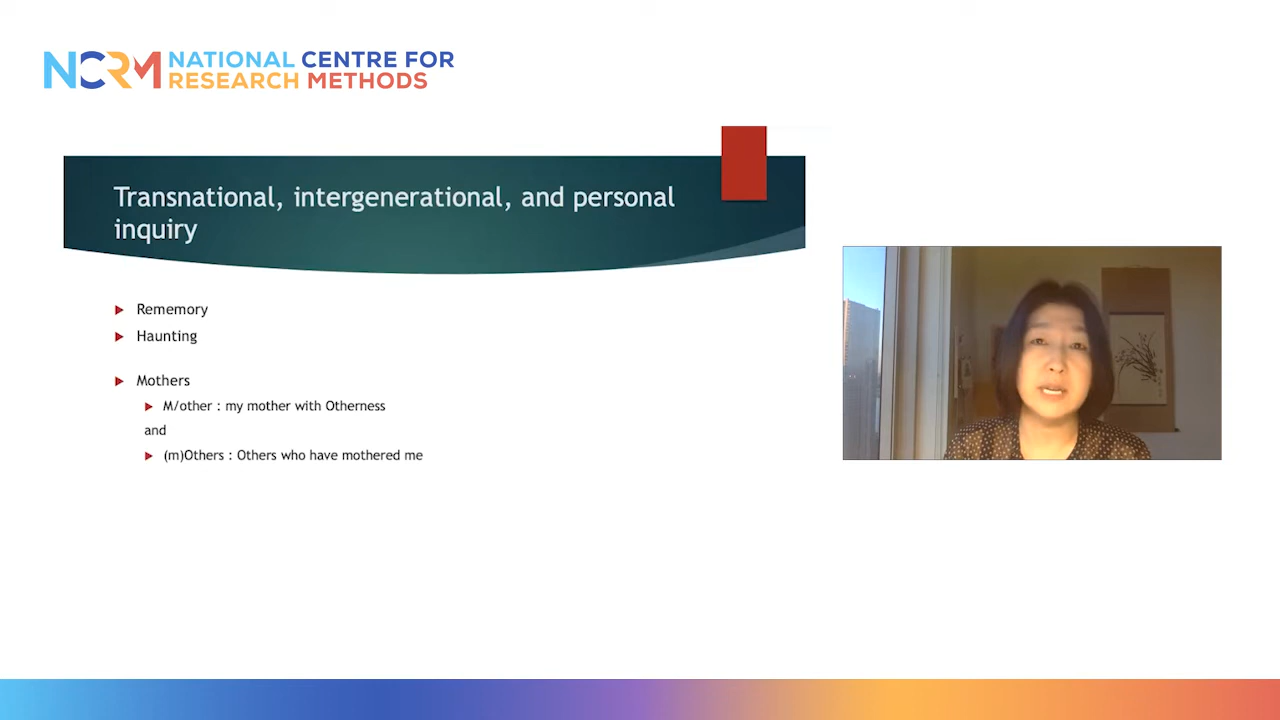 NCRM NATIONAL CENTRE FOR
RESEARCH METHODS
Transnational, intergenerational, and personal
inquiry
Rememory
Haunting
Mothers
M/other : my mother with Otherness
and
(m)Others : Others who have mothered me